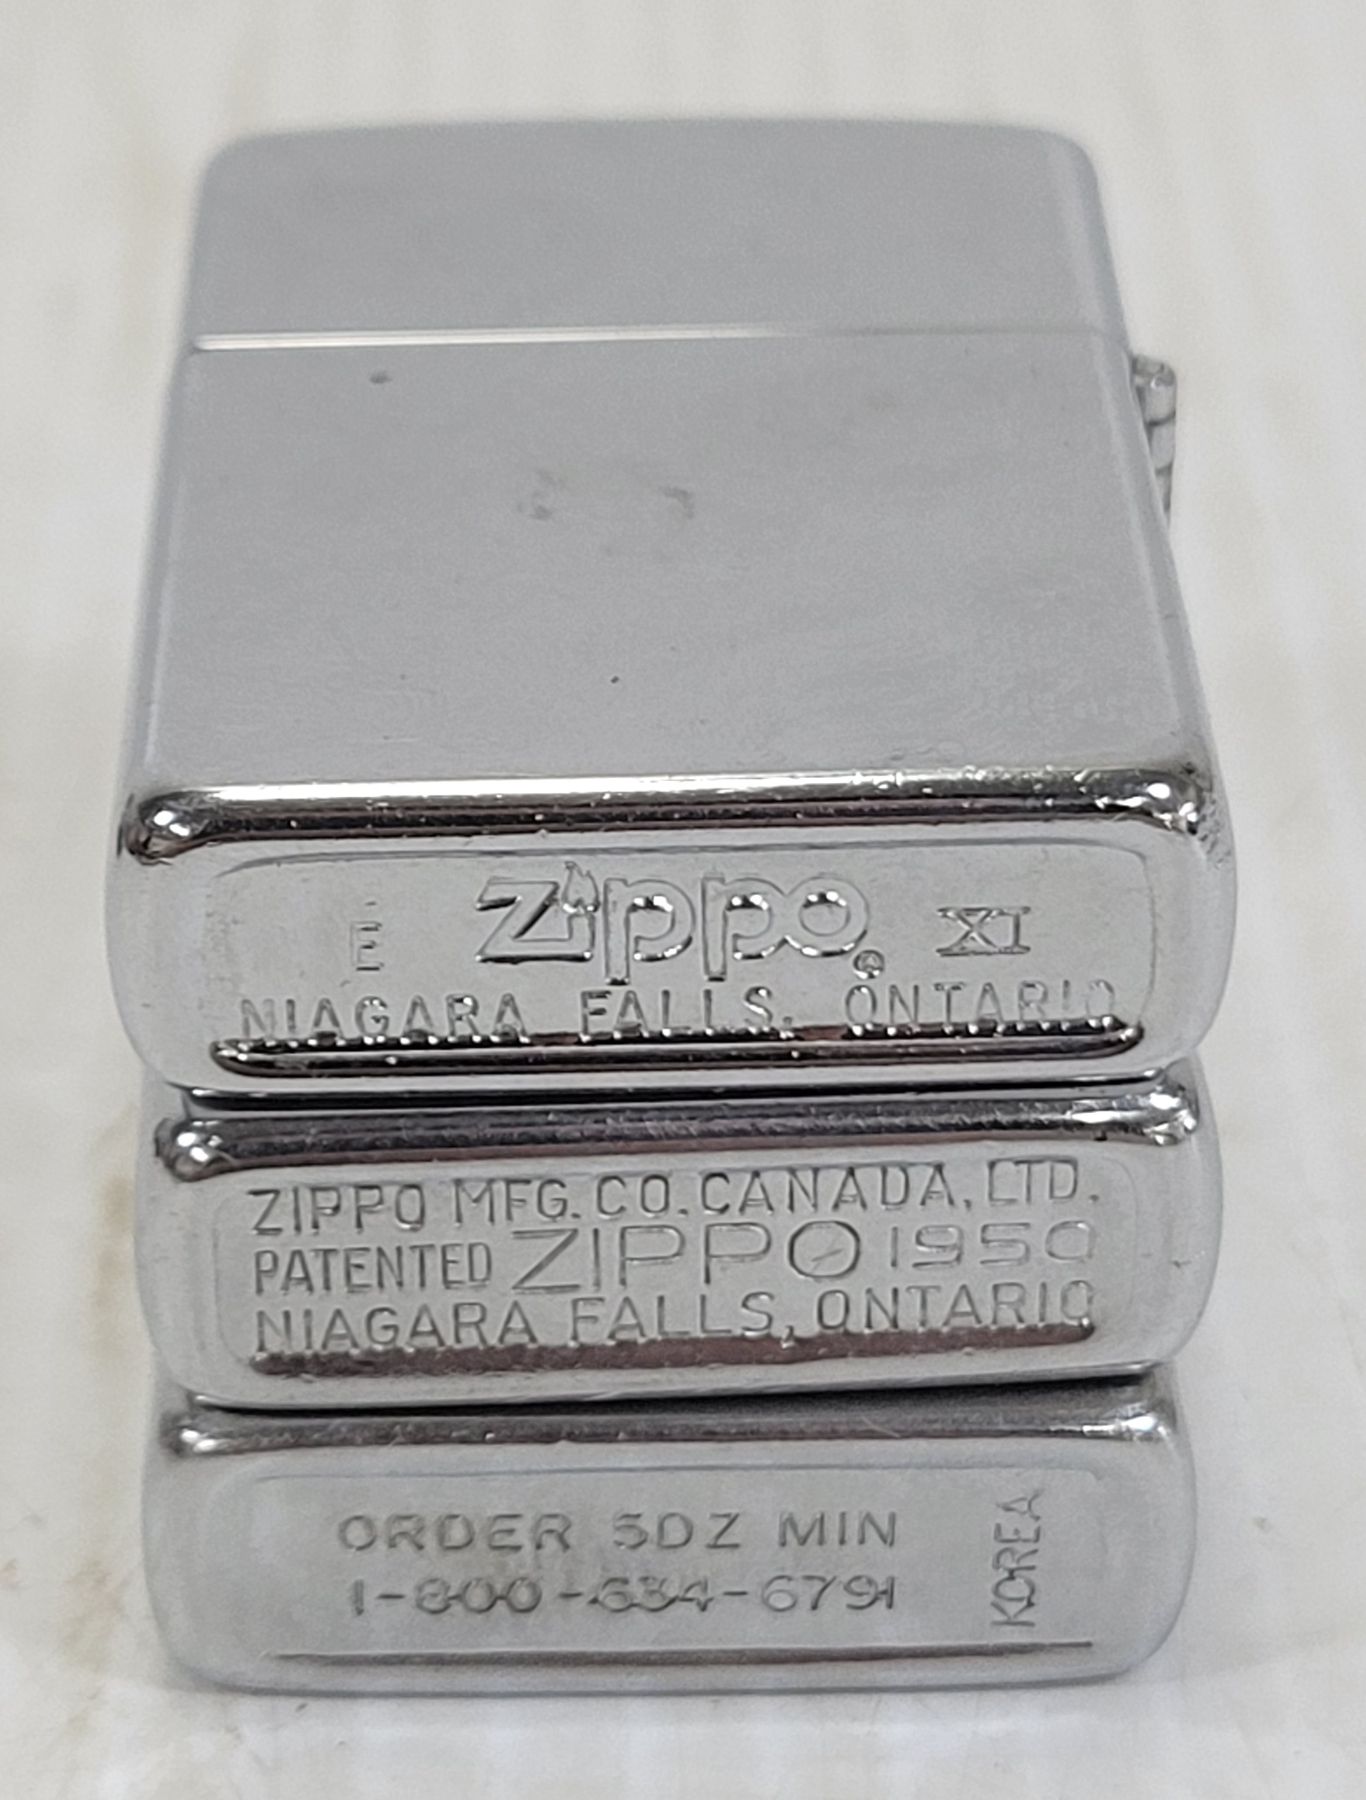 E Zippo ® XI
NIAGARA FALLS, ONTARIO
ZIPPO MFG. CO. CANADA, LTD.
PATENTED ZIPPO 1950
NIAGARA FALLS, ONTARIO
ORDER 5DZ MIN
1-800-634-6791
KOREA